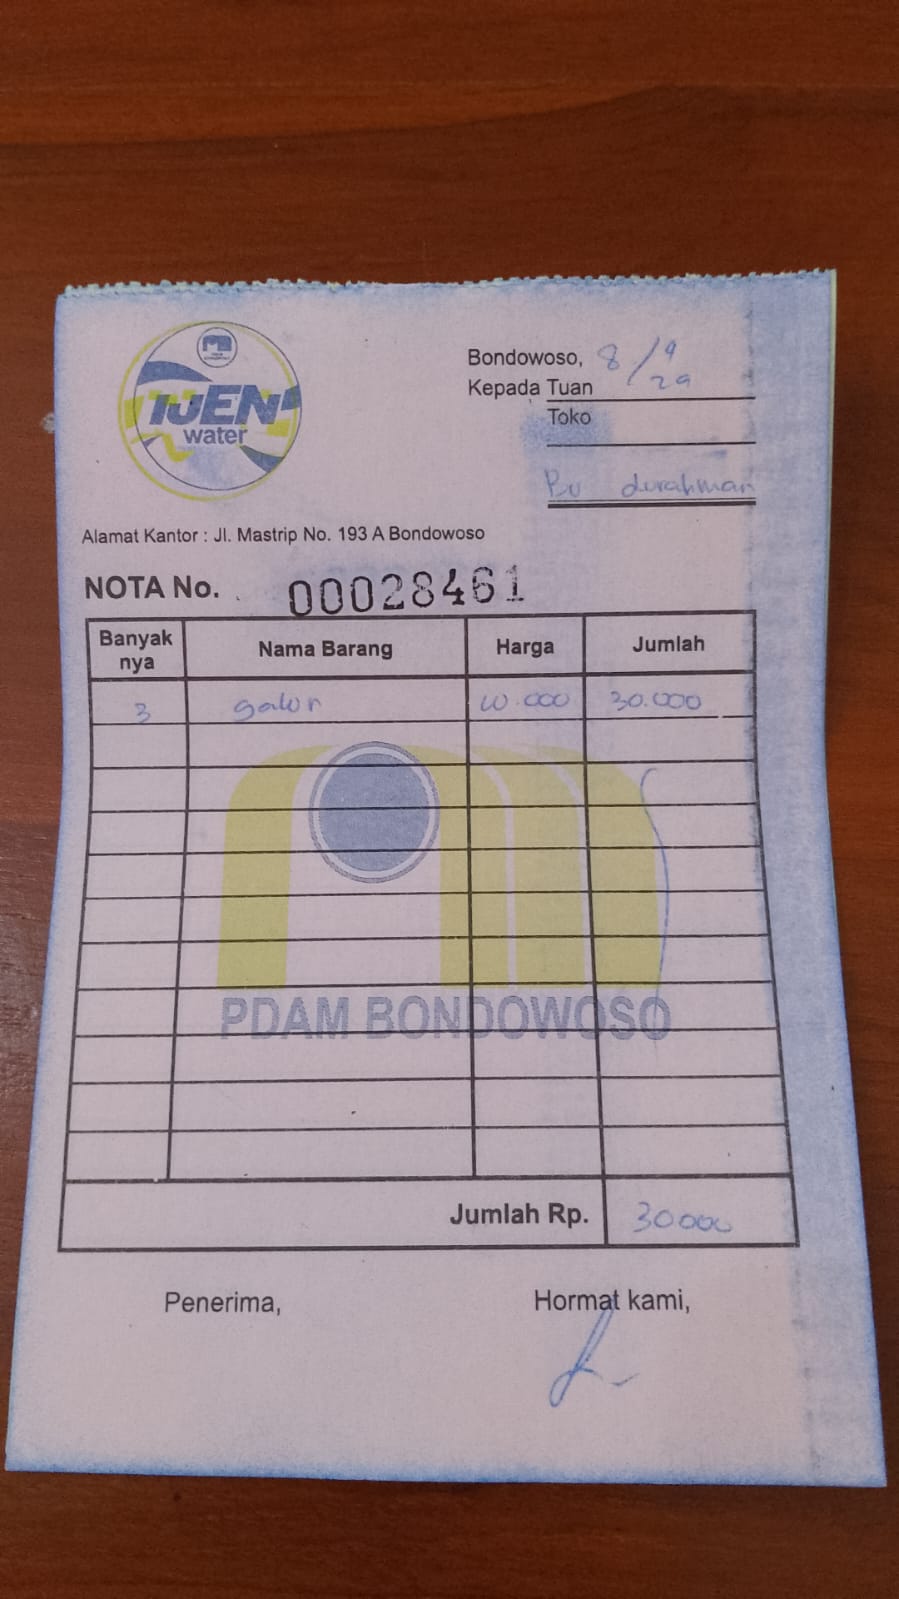 IJEN
water
Bondowoso, 8/9
Kepada Tuan
Toko
Bu durahman
Alamat Kantor : Jl. Mastrip No. 193 A Bondowoso
NOTA No. 00028461
Banyak nya Nama Barang Harga Jumlah
3 galon 10.000 30.000
PDAM BONDOWOSO
Jumlah Rp. 30000
Penerima, Hormat kami,